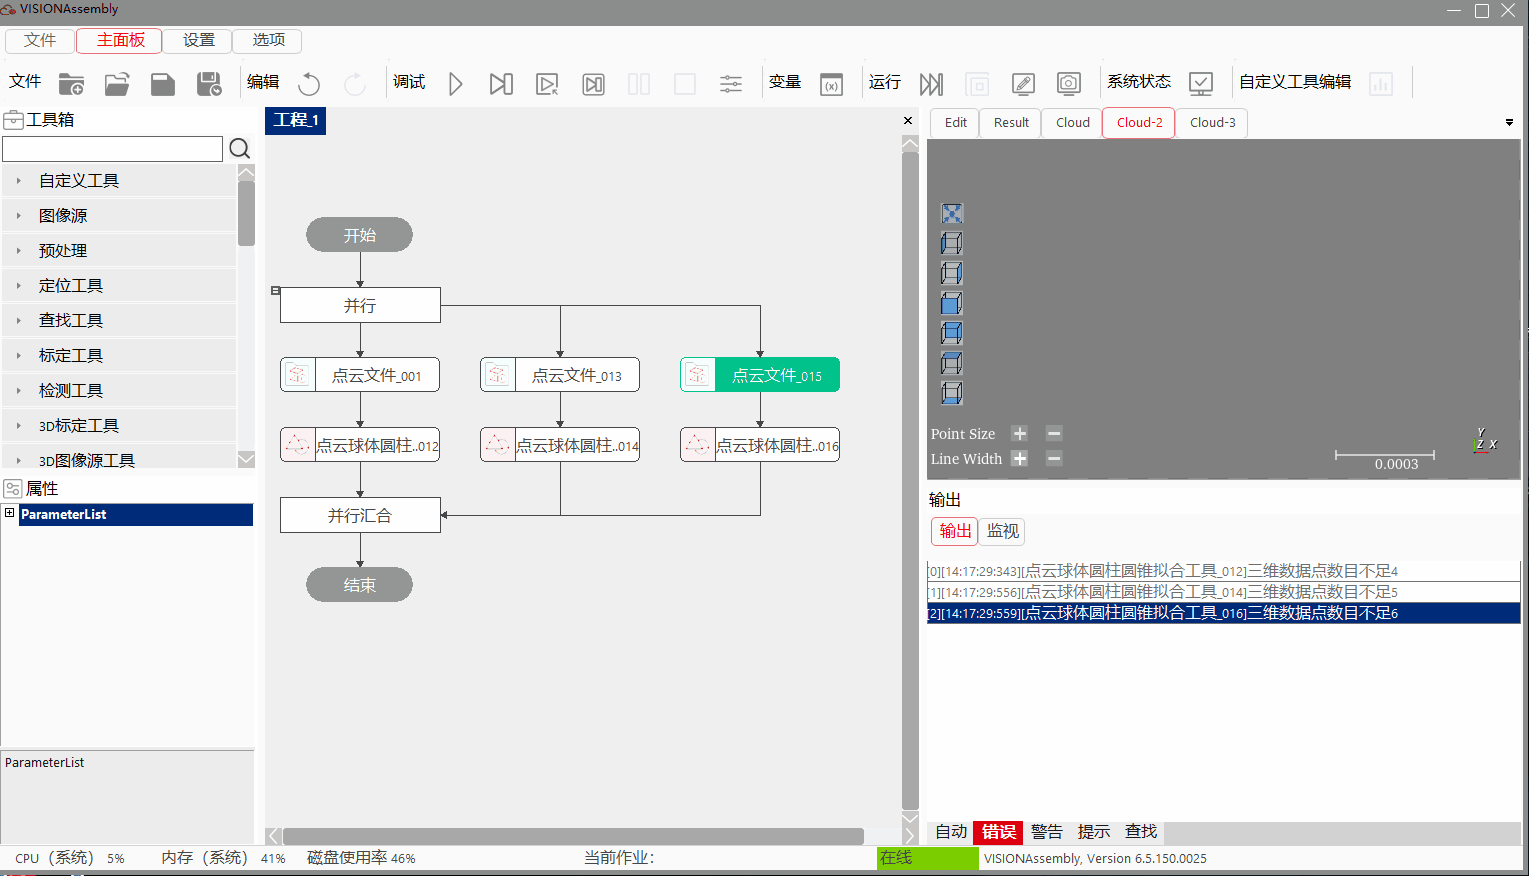 VISIONAssembly
文件 主面板 设置 选项
文件 编辑 调试 变量 (x) 运行 系统状态 自定义工具编辑
工具箱
自定义工具
图像源
预处理
定位工具
查找工具
标定工具
检测工具
3D标定工具
3D图像源工具
属性
ParameterList
ParameterList
工程_1
开始
并行
点云文件_001 点云文件_013 点云文件_015
点云球体圆柱..012 点云球体圆柱..014 点云球体圆柱..016
并行汇合
结束
Edit Result Cloud Cloud-2 Cloud-3
Point Size
Line Width
Y
Z X
0.0003
输出
输出 监视
[0][14:17:29:343][点云球体圆柱圆锥拟合工具_012]三维数据点数目不足4
[1][14:17:29:556][点云球体圆柱圆锥拟合工具_014]三维数据点数目不足5
[2][14:17:29:559][点云球体圆柱圆锥拟合工具_016]三维数据点数目不足6
自动 错误 警告 提示 查找
CPU（系统） 5% 内存（系统） 41% 磁盘使用率 46% 当前作业： 在线 VISIONAssembly, Version 6.5.150.0025